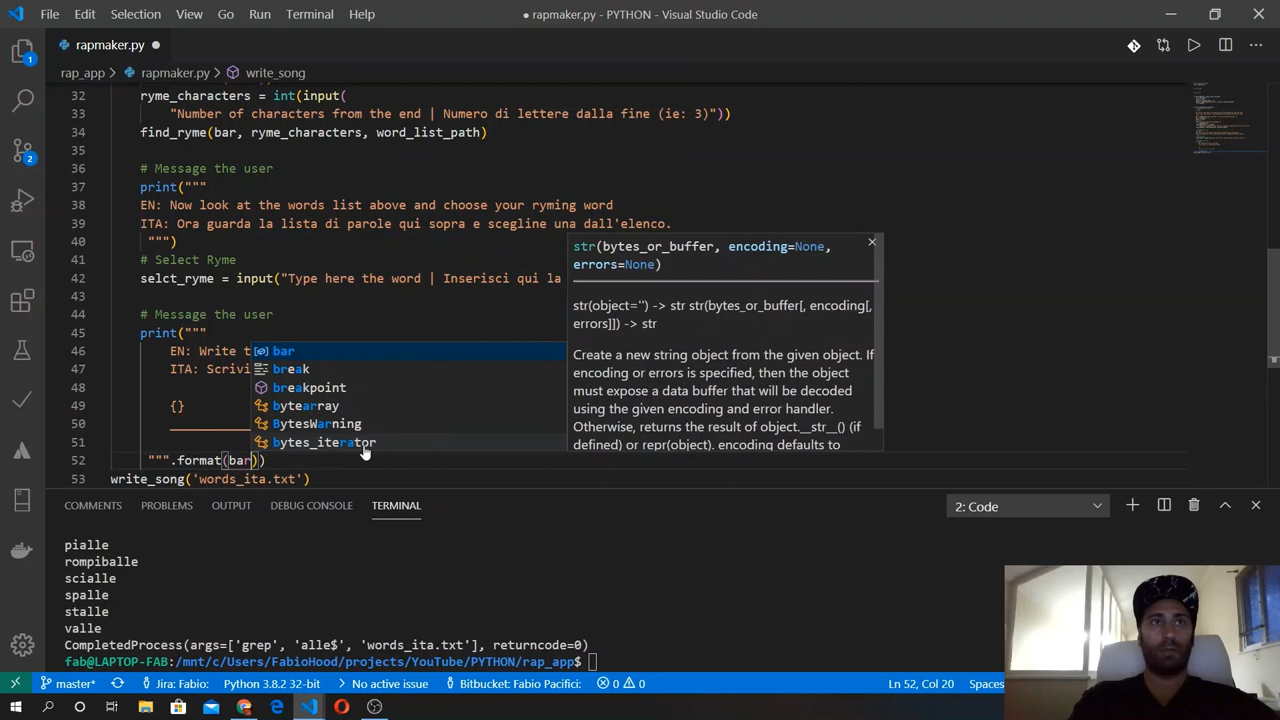 File Edit Selection View Go Run Terminal Help
● rapmaker.py - PYTHON - Visual Studio Code
rapmaker.py ●
rap_app > rapmaker.py > write_song
32 ryme_characters = int(input(
33 "Number of characters from the end | Numero di lettere dalla fine (ie: 3)"))
34 find_ryme(bar, ryme_characters, word_list_path)
35
36 # Message the user
37 print("""
38 EN: Now look at the words list above and choose your ryming word
39 ITA: Ora guarda la lista di parole qui sopra e scegline una dall'elenco.
40 """)
41 # Select Ryme
42 selct_ryme = input("Type here the word | Inserisci qui la
43
44 # Message the user
45 print("""
46 EN: Write t
47 ITA: Scrivi
48
49 {}
50
51
52 """.format(bar))
53 write_song('words_ita.txt')
bar
break
breakpoint
bytearray
BytesWarning
bytes_iterator
str(bytes_or_buffer, encoding=None,
errors=None)
str(object='') -> str str(bytes_or_buffer[, encoding[,
errors]]) -> str
Create a new string object from the given object. If
encoding or errors is specified, then the object
must expose a data buffer that will be decoded
using the given encoding and error handler.
Otherwise, returns the result of object.__str__() (if
defined) or repr(object). encoding defaults to
COMMENTS PROBLEMS OUTPUT DEBUG CONSOLE TERMINAL
2: Code
pialle
rompiballe
scialle
spalle
stalle
valle
CompletedProcess(args=['grep', 'alle$', 'words_ita.txt'], returncode=0)
fab@LAPTOP-FAB:/mnt/c/Users/FabioHood/projects/YouTube/PYTHON/rap_app$
master* Jira: Fabio: Python 3.8.2 32-bit No active issue Bitbucket: Fabio Pacifici: 0 0 Ln 52, Col 20 Spaces
1
2